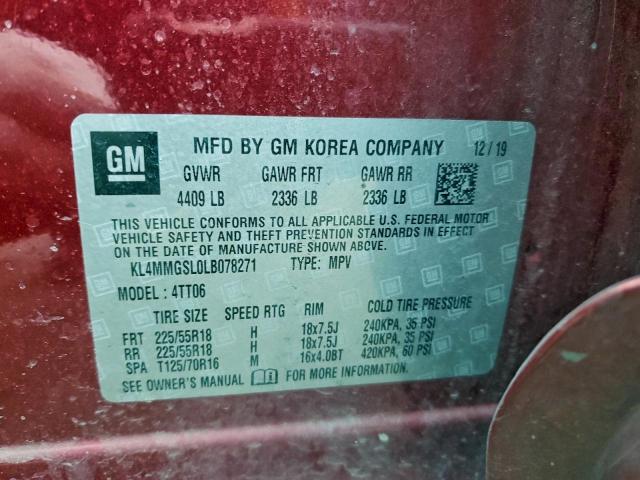 GM MFD BY GM KOREA COMPANY 12/19
GVWR GAWR FRT GAWR RR
4409 LB 2336 LB 2336 LB
THIS VEHICLE CONFORMS TO ALL APPLICABLE U.S. FEDERAL MOTOR
VEHICLE SAFETY AND THEFT PREVENTION STANDARDS IN EFFECT
ON THE DATE OF MANUFACTURE SHOWN ABOVE.
KL4MMGSL0LB078271 TYPE: MPV
MODEL: 4TT06
TIRE SIZE SPEED RTG RIM COLD TIRE PRESSURE
FRT 225/55R18 H 18x7.5J 240KPA, 35 PSI
RR 225/55R18 H 18x7.5J 240KPA, 35 PSI
SPA T125/70R16 M 16x4.0BT 420KPA, 60 PSI
SEE OWNER'S MANUAL FOR MORE INFORMATION.